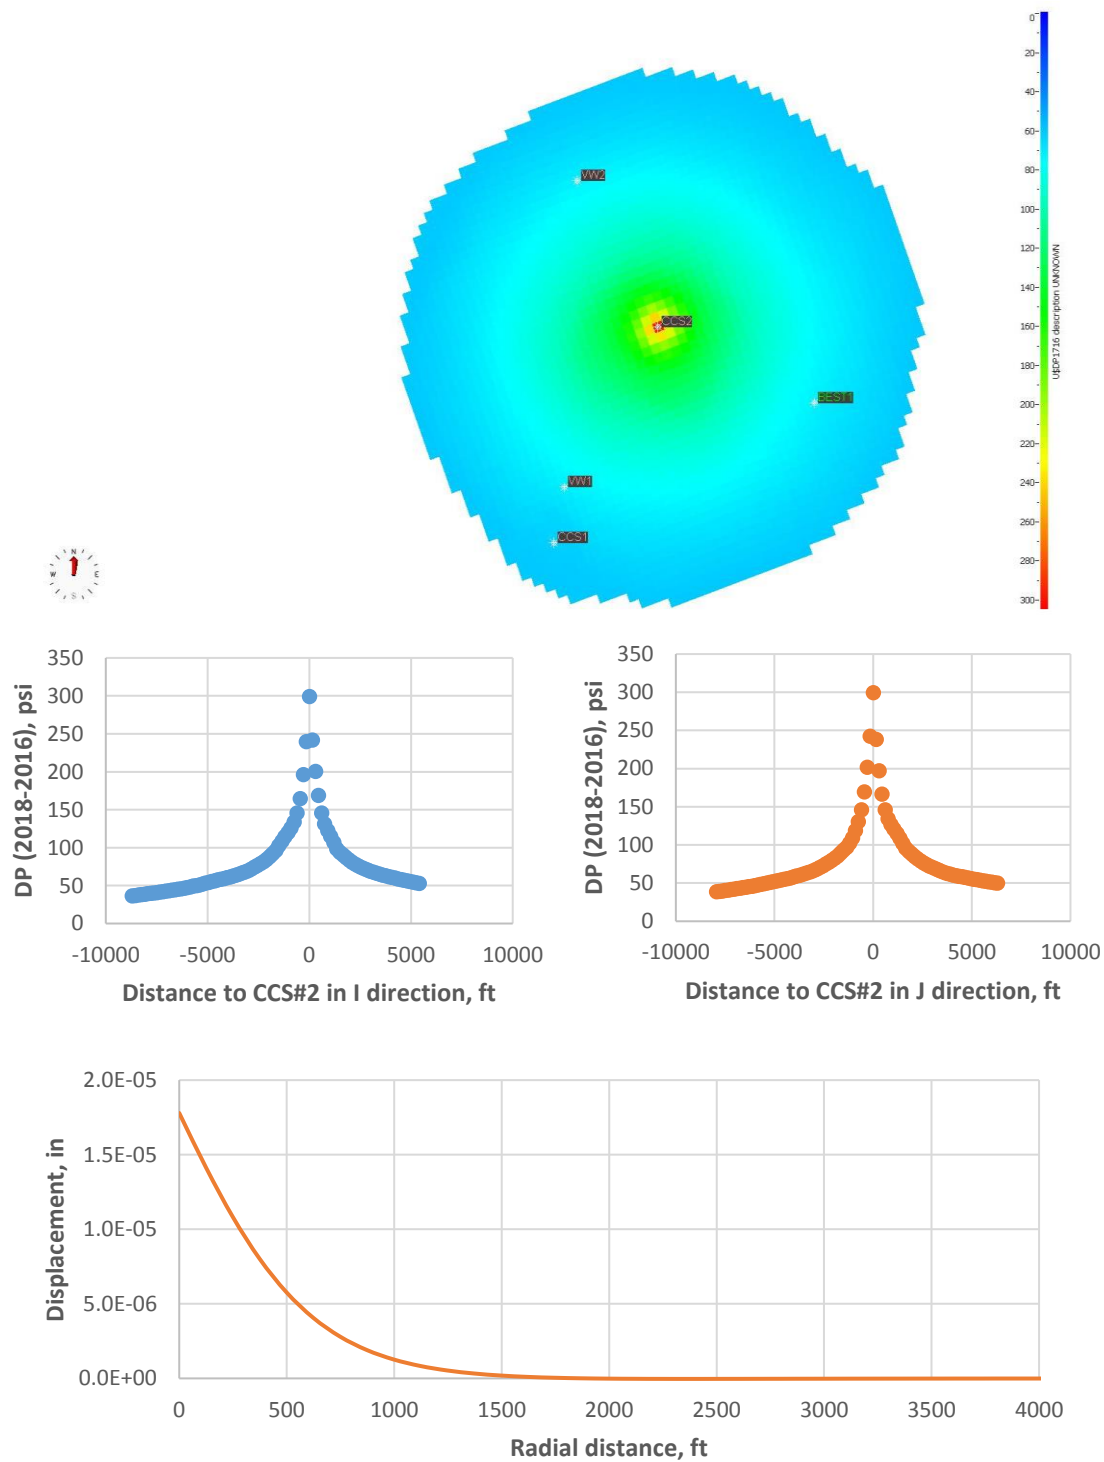 0
20
40
60
80
100
120
140
160
180
200
220
240
260
280
300
U$DP1716 description UNKNOWN
VW2
CCS2
BEST1
VW1
CCS1
N
W E
S
350
300
250
200
150
100
50
0
-10000 -5000 0 5000 10000
DP (2018-2016), psi
Distance to CCS#2 in I direction, ft
350
300
250
200
150
100
50
0
-10000 -5000 0 5000 10000
DP (2018-2016), psi
Distance to CCS#2 in J direction, ft
2.0E-05
1.5E-05
1.0E-05
5.0E-06
0.0E+00
0 500 1000 1500 2000 2500 3000 3500 4000
Displacement, in
Radial distance, ft